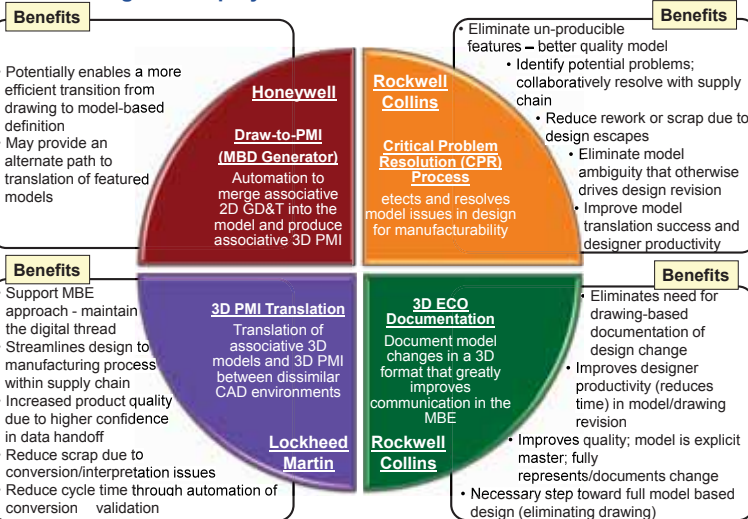 Benefits
Potentially enables a more
efficient transition from
drawing to model-based
definition
May provide an
alternate path to
translation of featured
models
Honeywell
Draw-to-PMI
(MBD Generator)
Automation to
merge associative
2D GD&T into the
model and produce
associative 3D PMI
Rockwell
Collins
Critical Problem
Resolution (CPR)
Process
etects and resolves
model issues in design
for manufacturability
Benefits
• Eliminate un-producible
features – better quality model
• Identify potential problems;
collaboratively resolve with supply
chain
• Reduce rework or scrap due to
design escapes
• Eliminate model
ambiguity that otherwise
drives design revision
• Improve model
translation success and
designer productivity
Benefits
• Support MBE
approach - maintain
the digital thread
• Streamlines design to
manufacturing process
within supply chain
• Increased product quality
due to higher confidence
in data handoff
• Reduce scrap due to
conversion/interpretation issues
• Reduce cycle time through automation of
conversion validation
3D PMI Translation
Translation of
associative 3D
models and 3D PMI
between dissimilar
CAD environments
Lockheed
Martin
3D ECO
Documentation
Document model
changes in a 3D
format that greatly
improves
communication in the
MBE
Rockwell
Collins
Benefits
• Eliminates need for
drawing-based
documentation of
design change
• Improves designer
productivity (reduces
time) in model/drawing
revision
• Improves quality; model is explicit
master; fully
represents/documents change
• Necessary step toward full model based
design (eliminating drawing)